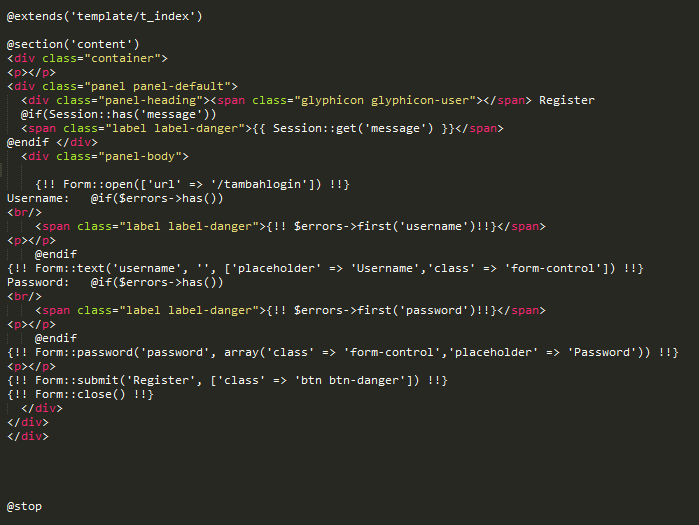 @extends('template/t_index')
@section('content')
<div class="container">
<p></p>
<div class="panel panel-default">
<div class="panel-heading"><span class="glyphicon glyphicon-user"></span> Register
@if(Session::has('message'))
<span class="label label-danger">{{ Session::get('message') }}</span>
@endif </div>
<div class="panel-body">
{!! Form::open(['url' => '/tambahlogin']) !!}
Username:   @if($errors->has())
<br/>
<span class="label label-danger">{!! $errors->first('username')!!}</span>
<p></p>
@endif
{!! Form::text('username', '', ['placeholder' => 'Username','class' => 'form-control']) !!}
Password:   @if($errors->has())
<br/>
<span class="label label-danger">{!! $errors->first('password')!!}</span>
<p></p>
@endif
{!! Form::password('password', array('class' => 'form-control','placeholder' => 'Password')) !!}
<p></p>
{!! Form::submit('Register', ['class' => 'btn btn-danger']) !!}
{!! Form::close() !!}
</div>
</div>
</div>
@stop